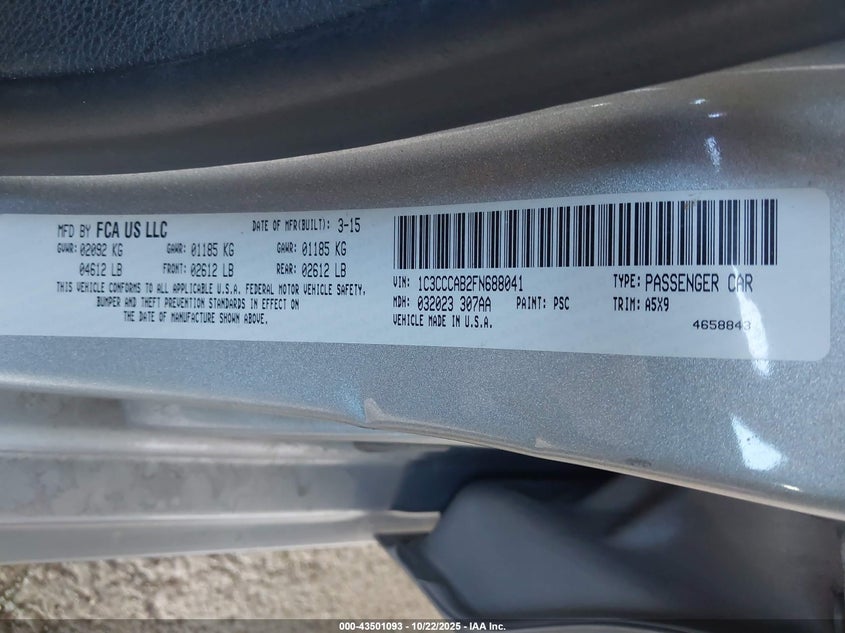 MFD BY FCA US LLC DATE OF MFR(BUILT): 3-15
GVWR: 02092 KG GAWR: 01185 KG GAWR: 01185 KG
04612 LB FRONT: 02612 LB REAR: 02612 LB
THIS VEHICLE CONFORMS TO ALL APPLICABLE U.S.A. FEDERAL MOTOR VEHICLE SAFETY,
BUMPER AND THEFT PREVENTION STANDARDS IN EFFECT ON
THE DATE OF MANUFACTURE SHOWN ABOVE.
VIN: 1C3CCCAB2FN688041 TYPE: PASSENGER CAR
MDH: 032023 307AA PAINT: PSC TRIM: A5X9
VEHICLE MADE IN U.S.A.
4658843
000-43501093 - 10/22/2025 - IAA Inc.